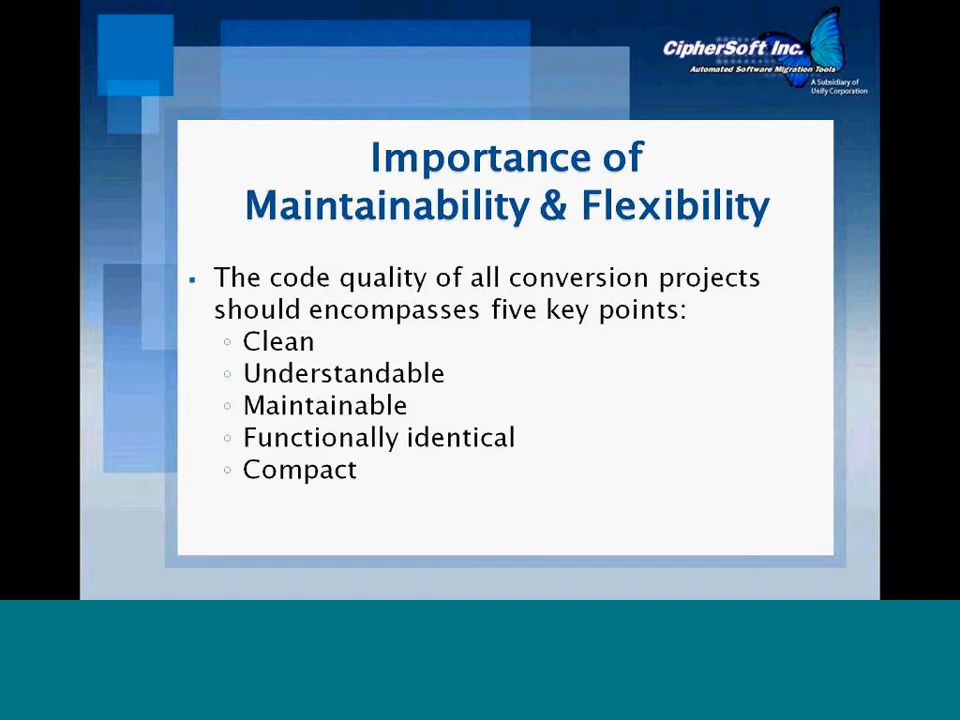 CipherSoft Inc.
Automated Software Migration Tools
A Subsidiary of
Unify Corporation
Importance of
Maintainability & Flexibility
▪ The code quality of all conversion projects
should encompasses five key points:
◦ Clean
◦ Understandable
◦ Maintainable
◦ Functionally identical
◦ Compact